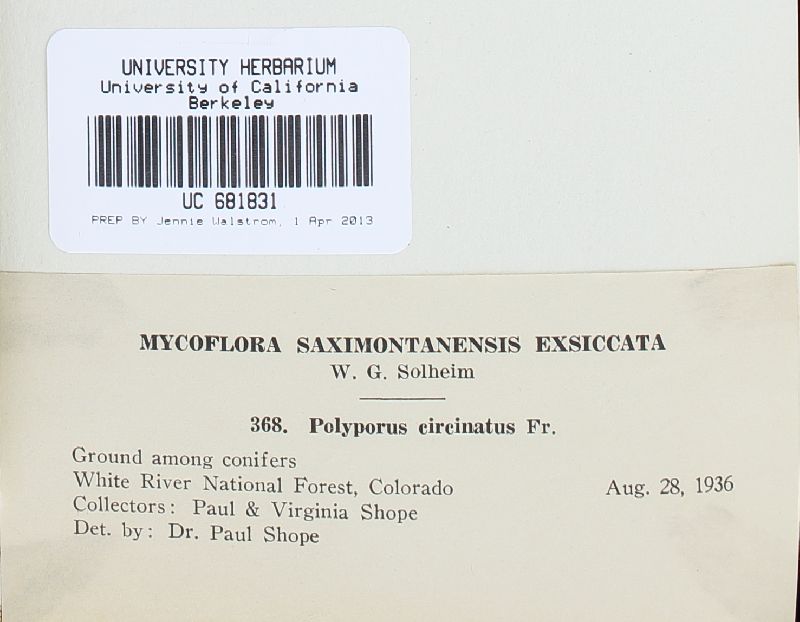 UNIVERSITY HERBARIUM
University of California
Berkeley
UC 681831
PREP BY Jennie Walstrom, 1 Apr 2013
MYCOFLORA SAXIMONTANENSIS EXSICCATA
W. G. Solheim
368. Polyporus circinatus Fr.
Ground among conifers
White River National Forest, Colorado Aug. 28, 1936
Collectors: Paul & Virginia Shope
Det. by: Dr. Paul Shope